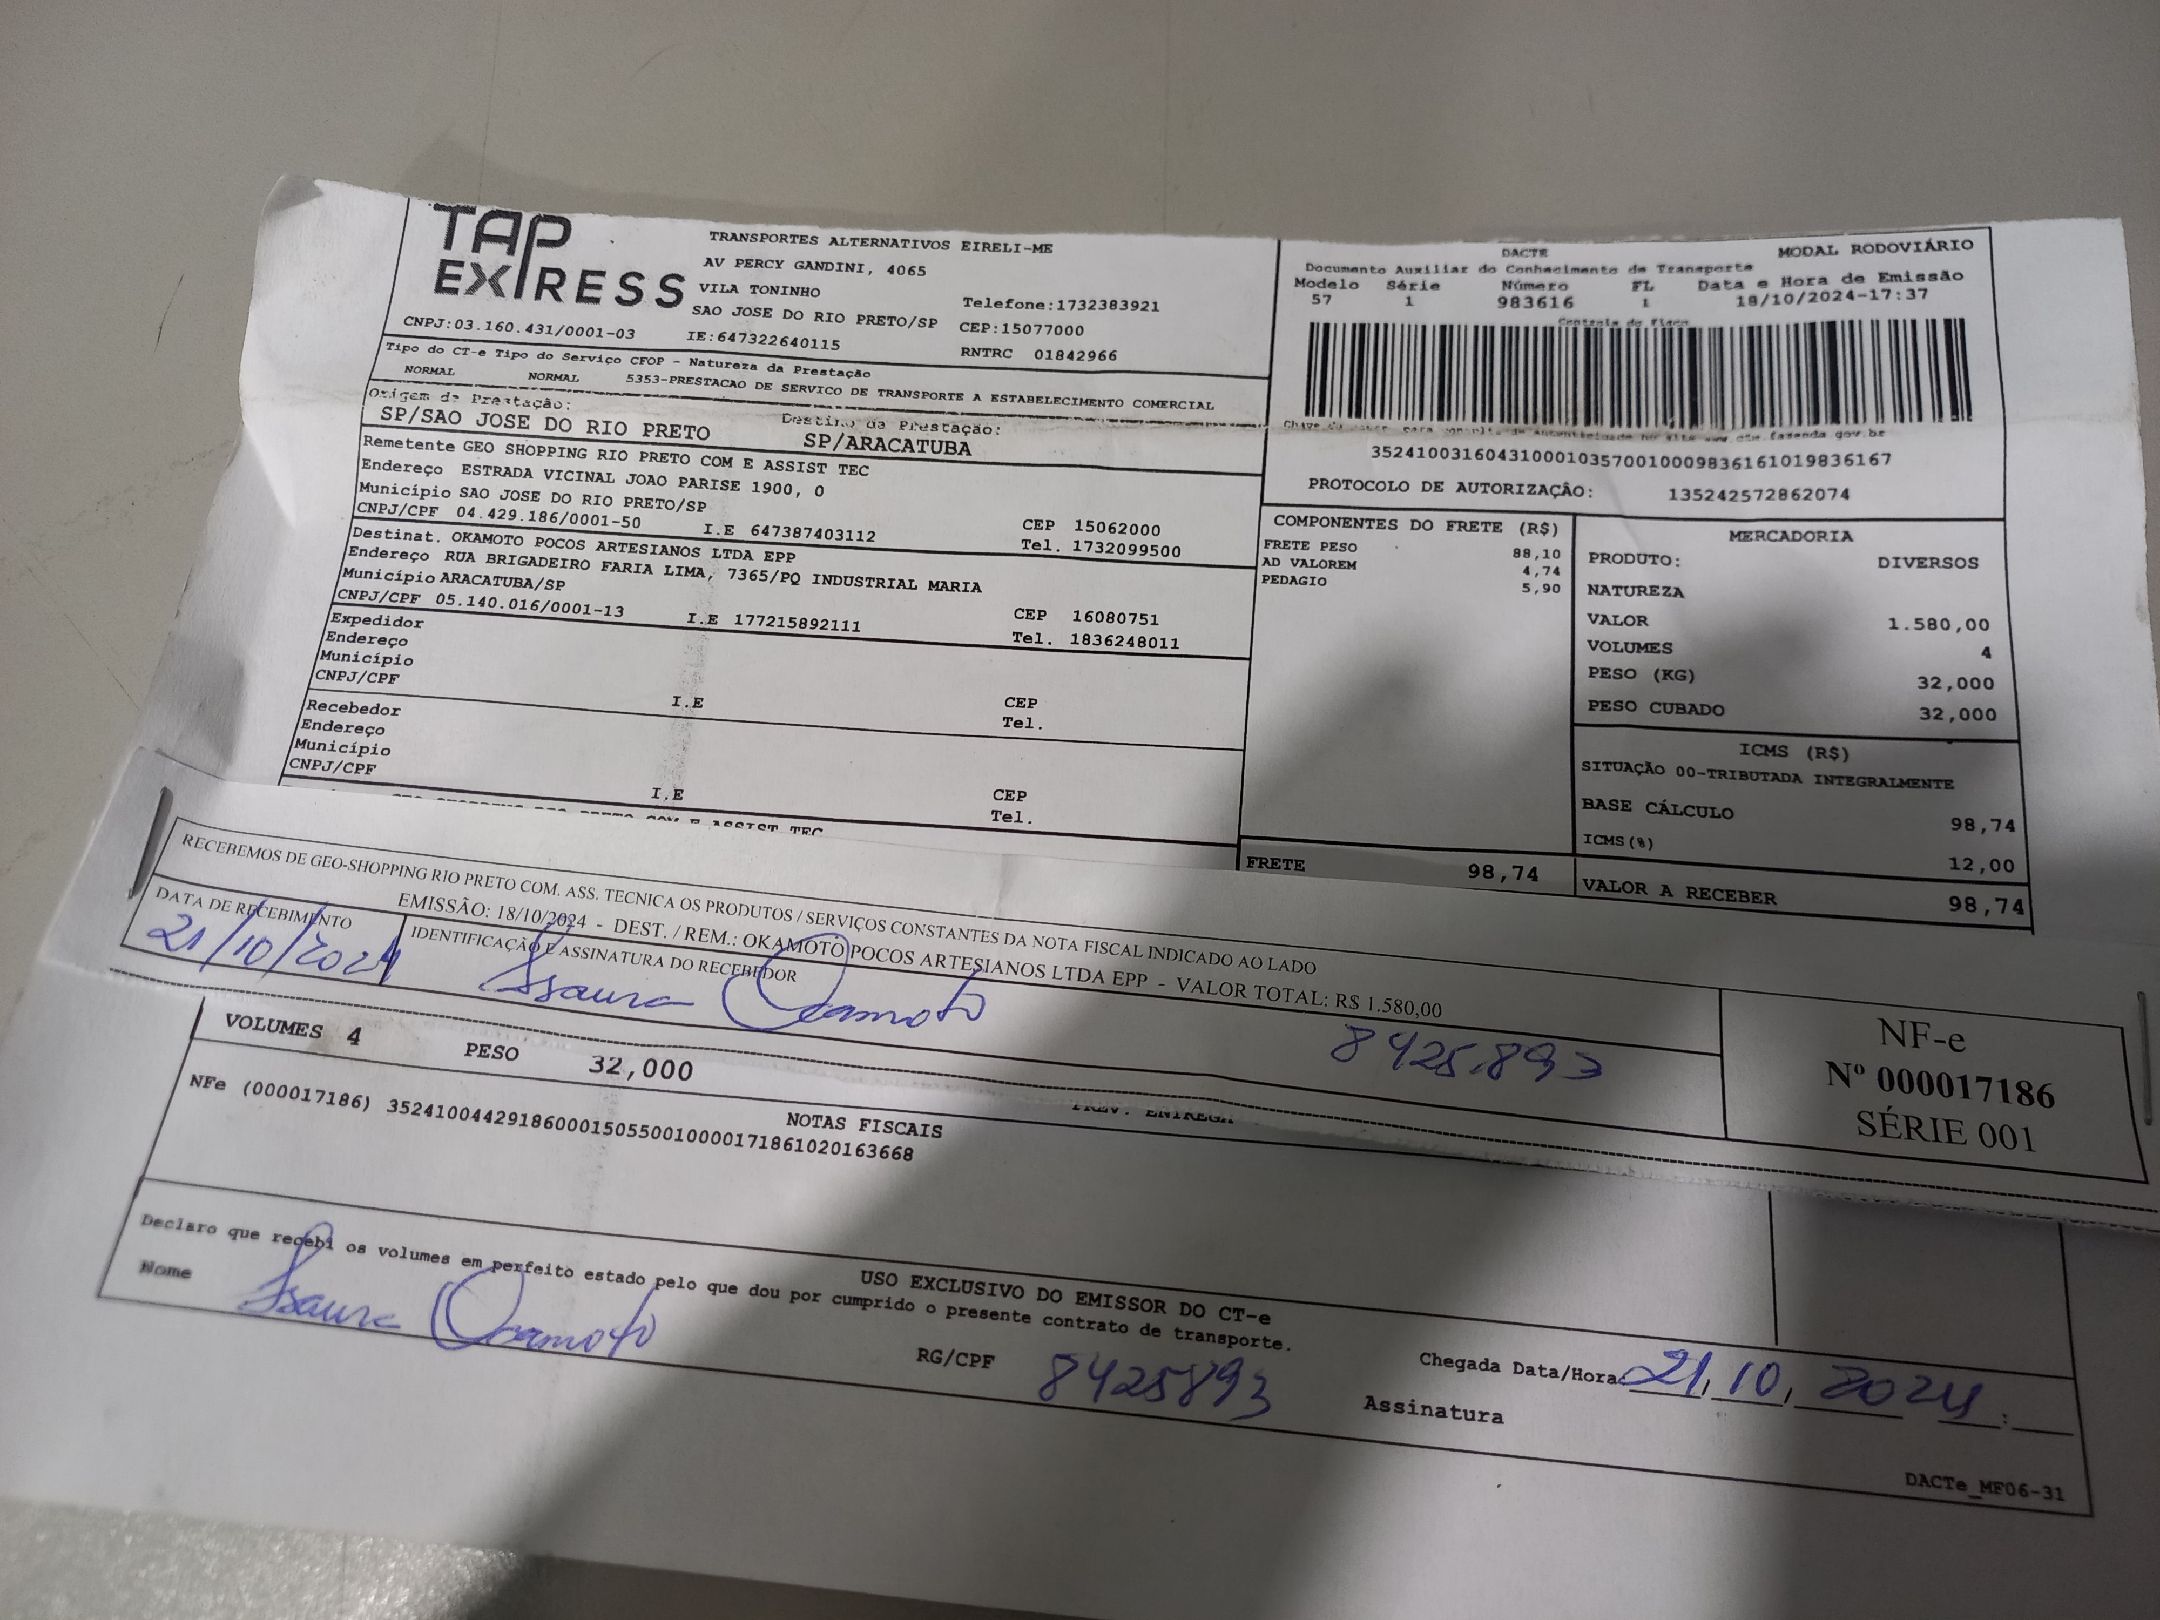 TAP EXPRESS
TRANSPORTES ALTERNATIVOS EIRELI-ME
AV PERCY GANDINI, 4065
VILA TONINHO
SAO JOSE DO RIO PRETO/SP
Telefone:1732383921
CEP:15077000
CNPJ:03.160.431/0001-03 IE:647322640115 RNTRC 01842966
Tipo do CT-e Tipo do Serviço CFOP - Natureza da Prestação
NORMAL NORMAL 5353-PRESTACAO DE SERVICO DE TRANSPORTE A ESTABELECIMENTO COMERCIAL
Origem da Prestação: Destino da Prestação:
SP/SAO JOSE DO RIO PRETO SP/ARACATUBA
Remetente GEO SHOPPING RIO PRETO COM E ASSIST TEC
Endereço ESTRADA VICINAL JOAO PARISE 1900, 0
Município SAO JOSE DO RIO PRETO/SP CEP 15062000
CNPJ/CPF 04.429.186/0001-50 I.E 647387403112 Tel. 1732099500
Destinat. OKAMOTO POCOS ARTESIANOS LTDA EPP
Endereço RUA BRIGADEIRO FARIA LIMA, 7365/PQ INDUSTRIAL MARIA
Município ARACATUBA/SP CEP 16080751
CNPJ/CPF 05.140.016/0001-13 I.E 177215892111 Tel. 1836248011
Expedidor
Endereço
Município CEP
CNPJ/CPF I.E Tel.
Recebedor
Endereço
Município CEP
CNPJ/CPF I.E Tel.
COM E ASSIST TEC
DACTE MODAL RODOVIÁRIO
Documento Auxiliar do Conhecimento de Transporte
Modelo Série Número FL Data e Hora de Emissão
57 1 983616 1 18/10/2024-17:37
Controle do Fisco
35241003160431000103570010009836161019836167
PROTOCOLO DE AUTORIZAÇÃO: 135242572862074
COMPONENTES DO FRETE (R$)
FRETE PESO 88,10
AD VALOREM 4,74
PEDAGIO 5,90
FRETE 98,74
MERCADORIA
PRODUTO: DIVERSOS
NATUREZA
VALOR 1.580,00
VOLUMES 4
PESO (KG) 32,000
PESO CUBADO 32,000
ICMS (R$)
SITUAÇÃO 00-TRIBUTADA INTEGRALMENTE
BASE CÁLCULO 98,74
ICMS(%) 12,00
VALOR A RECEBER 98,74
RECEBEMOS DE GEO-SHOPPING RIO PRETO COM. ASS. TECNICA OS PRODUTOS / SERVIÇOS CONSTANTES DA NOTA FISCAL INDICADO AO LADO
EMISSÃO: 18/10/2024 - DEST. / REM.: OKAMOTO POCOS ARTESIANOS LTDA EPP - VALOR TOTAL: R$ 1.580,00
DATA DE RECEBIMENTO IDENTIFICAÇÃO E ASSINATURA DO RECEBEDOR
21/10/2024 Issaura Okamoto 8425.893
NF-e
Nº 000017186
SÉRIE 001
VOLUMES 4 PESO 32,000 PREV. ENTREGA
NOTAS FISCAIS
NFe (000017186) 35241004429186000150550010000171861020163668
USO EXCLUSIVO DO EMISSOR DO CT-e
Declaro que recebi os volumes em perfeito estado pelo que dou por cumprido o presente contrato de transporte.
Nome Issaura Okamoto RG/CPF 8425893 Chegada Data/Hora: 21/10/2024 :
Assinatura
DACTe_MF06-31